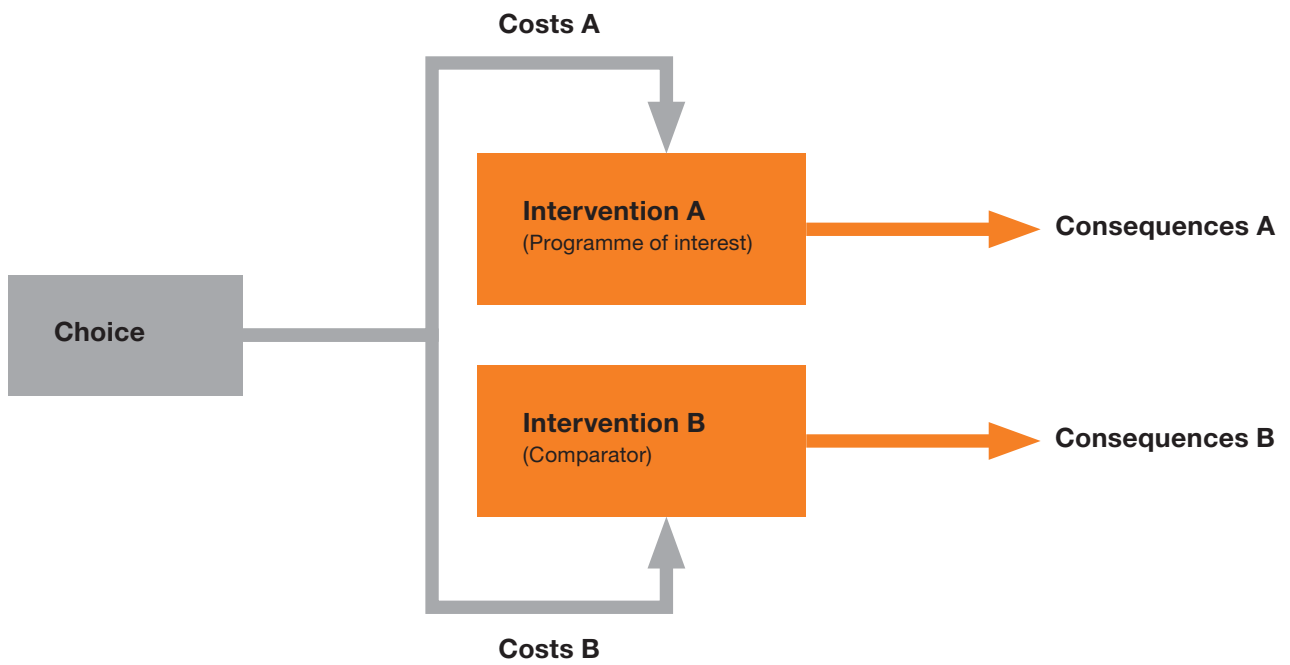 Costs A
Intervention A
(Programme of interest)
Consequences A
Choice
Intervention B
(Comparator)
Consequences B
Costs B